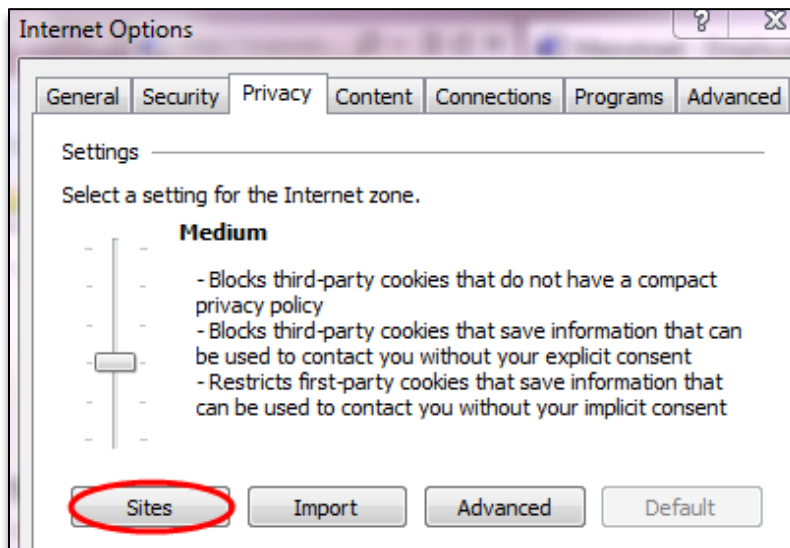 Internet Options
?
General Security Privacy Content Connections Programs Advanced
Settings
Select a setting for the Internet zone.
Medium
- Blocks third-party cookies that do not have a compact
privacy policy
- Blocks third-party cookies that save information that can
be used to contact you without your explicit consent
- Restricts first-party cookies that save information that
can be used to contact you without your implicit consent
Sites Import Advanced Default